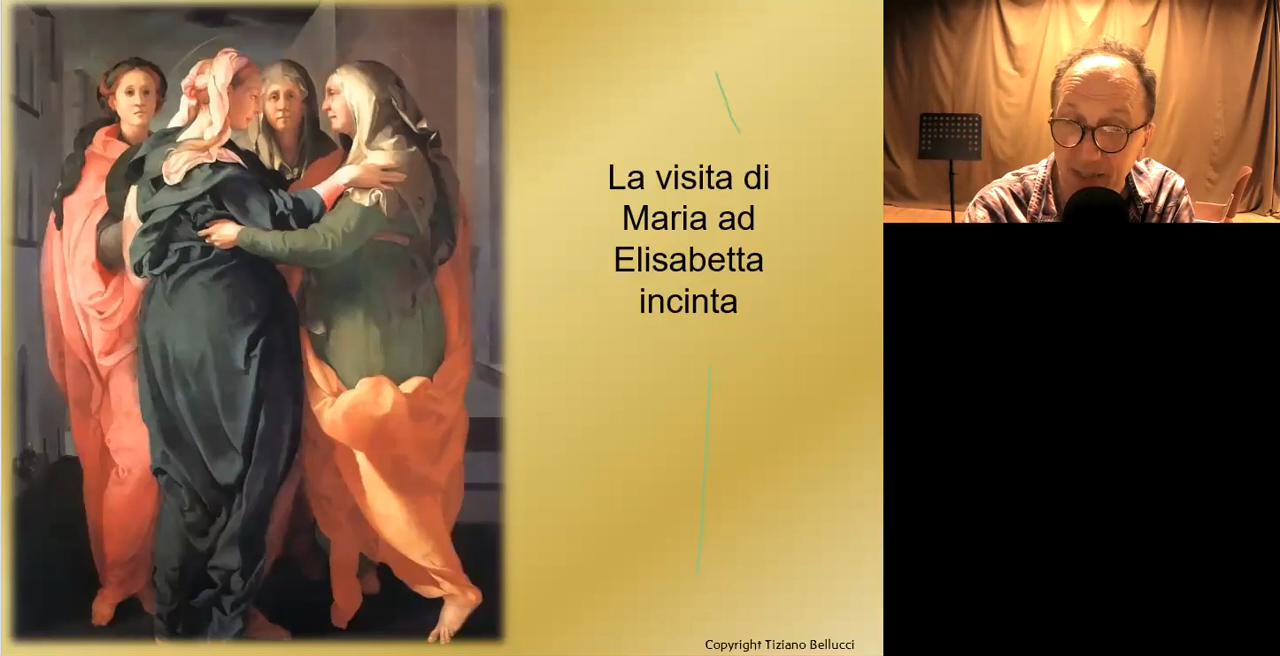 La visita di
Maria ad
Elisabetta
incinta
Copyright Tiziano Bellucci